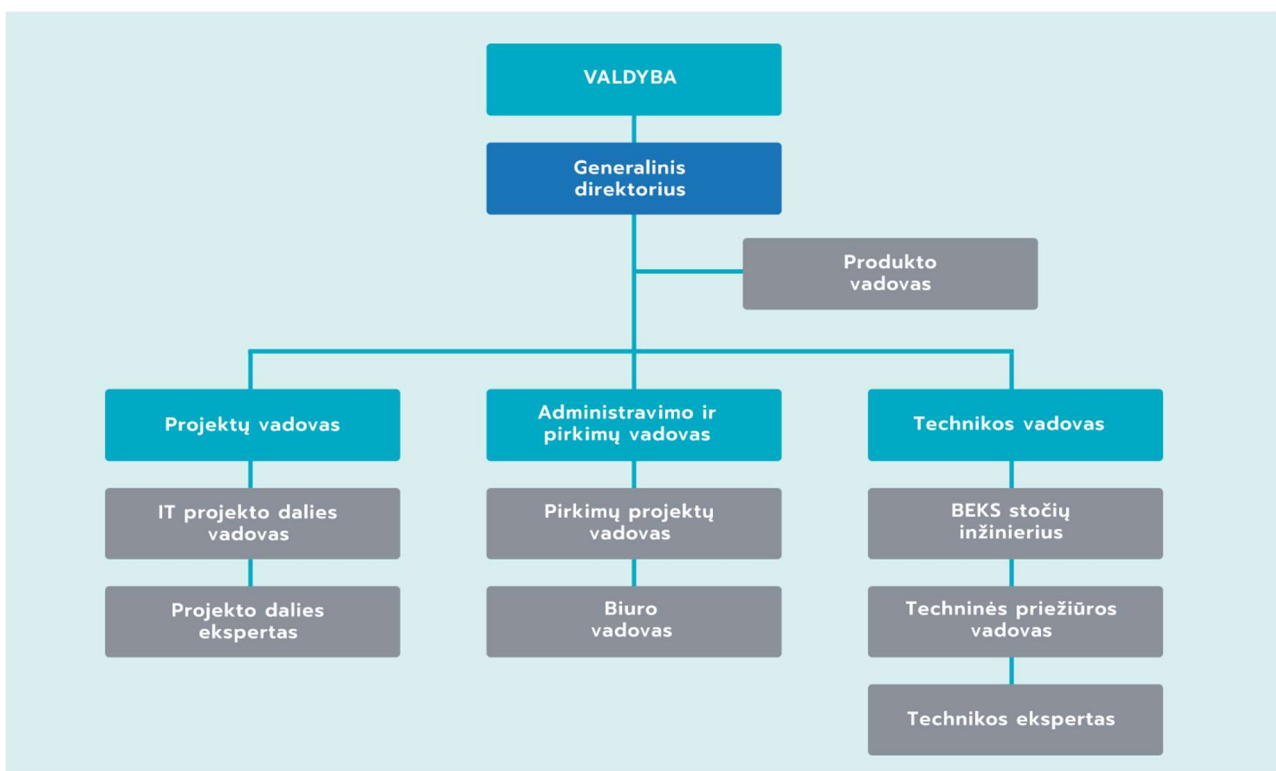 VALDYBA
Generalinis
direktorius
Produkto
vadovas
Projektų vadovas
Administravimo ir
pirkimų vadovas
Technikos vadovas
IT projekto dalies
vadovas
Pirkimų projektų
vadovas
BEKS stočių
inžinierius
Projekto dalies
ekspertas
Biuro
vadovas
Techninės priežiūros
vadovas
Technikos ekspertas